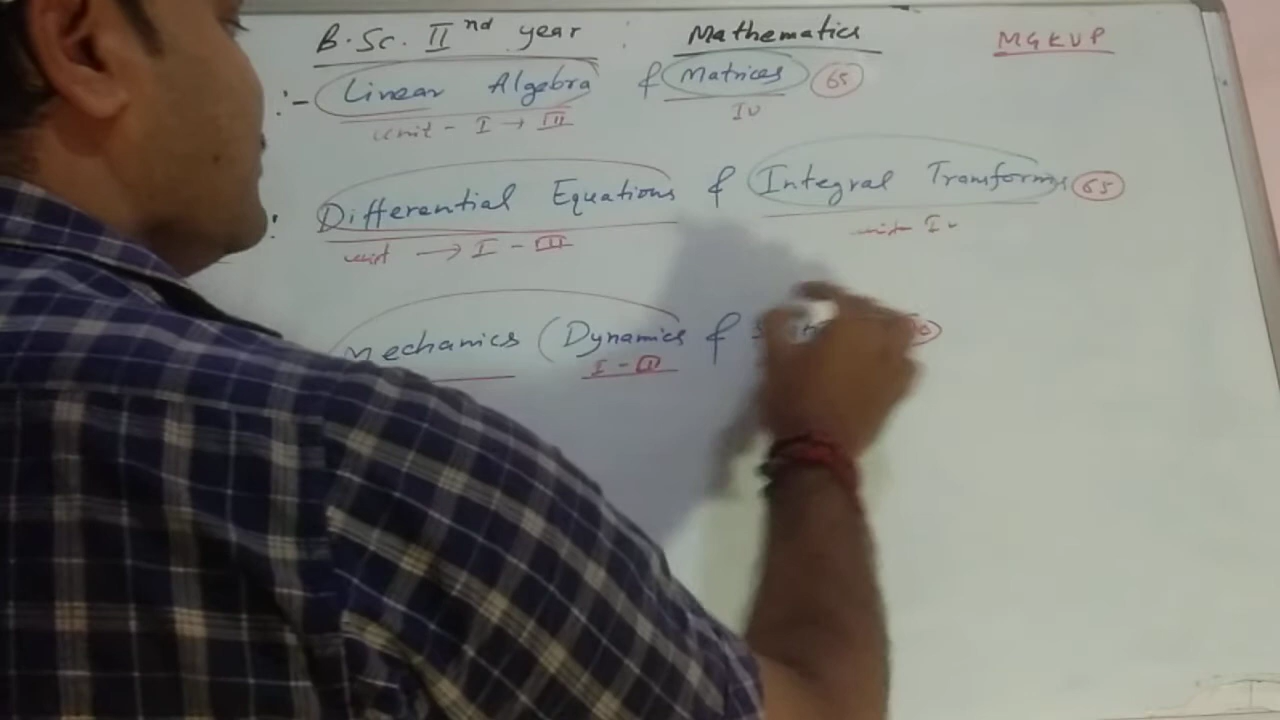 B.Sc. IInd year : Mathematics MGKVP
:- Linear Algebra & Matrices 65
unit - I → III IV
: Differential Equations & Integral Transforms 65
unit → I - III unit IV
Mechanics (Dynamics &
I - III